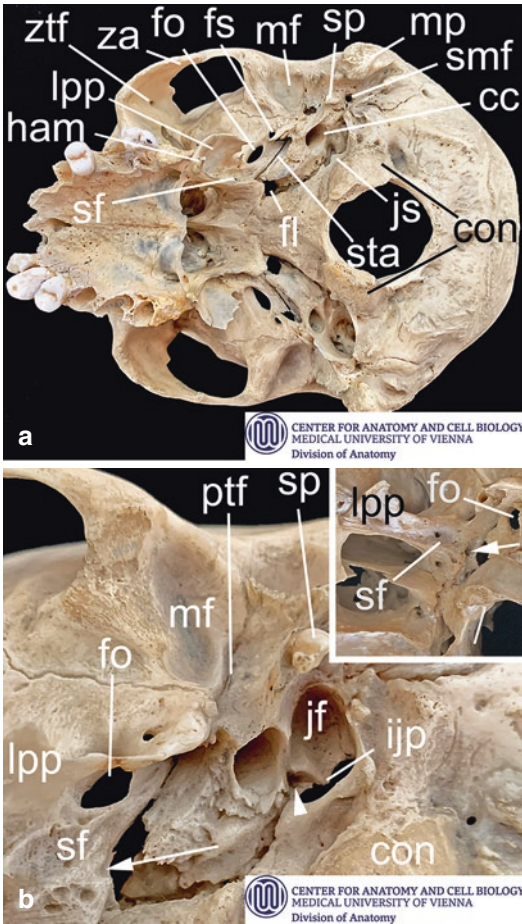 ztf za fo fs mf sp mp
smf
lpp
cc
ham
sf
fl
sta
js
con
a
CENTER FOR ANATOMY AND CELL BIOLOGY
MEDICAL UNIVERSITY OF VIENNA
Division of Anatomy
ptf sp
lpp fo
sf
mf
fo
jf
ijp
lpp
sf
con
b
CENTER FOR ANATOMY AND CELL BIOLOGY
MEDICAL UNIVERSITY OF VIENNA
Division of Anatomy